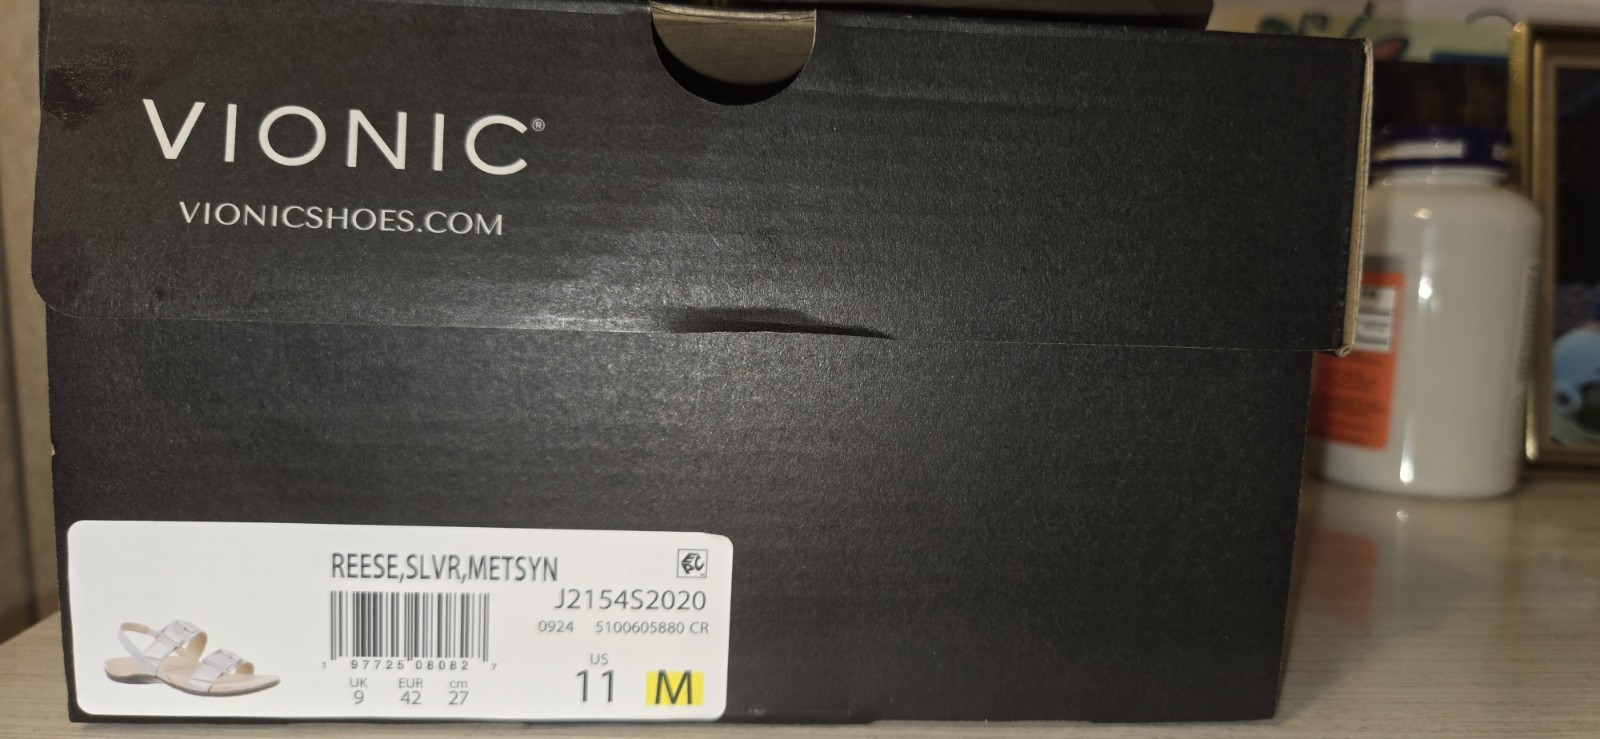 VIONIC®
VIONICSHOES.COM
REESE,SLVR,METSYN
J2154S2020
0924 5100605880 CR
1 97725 08082 7
UK EUR cm
9 42 27
US
11 M